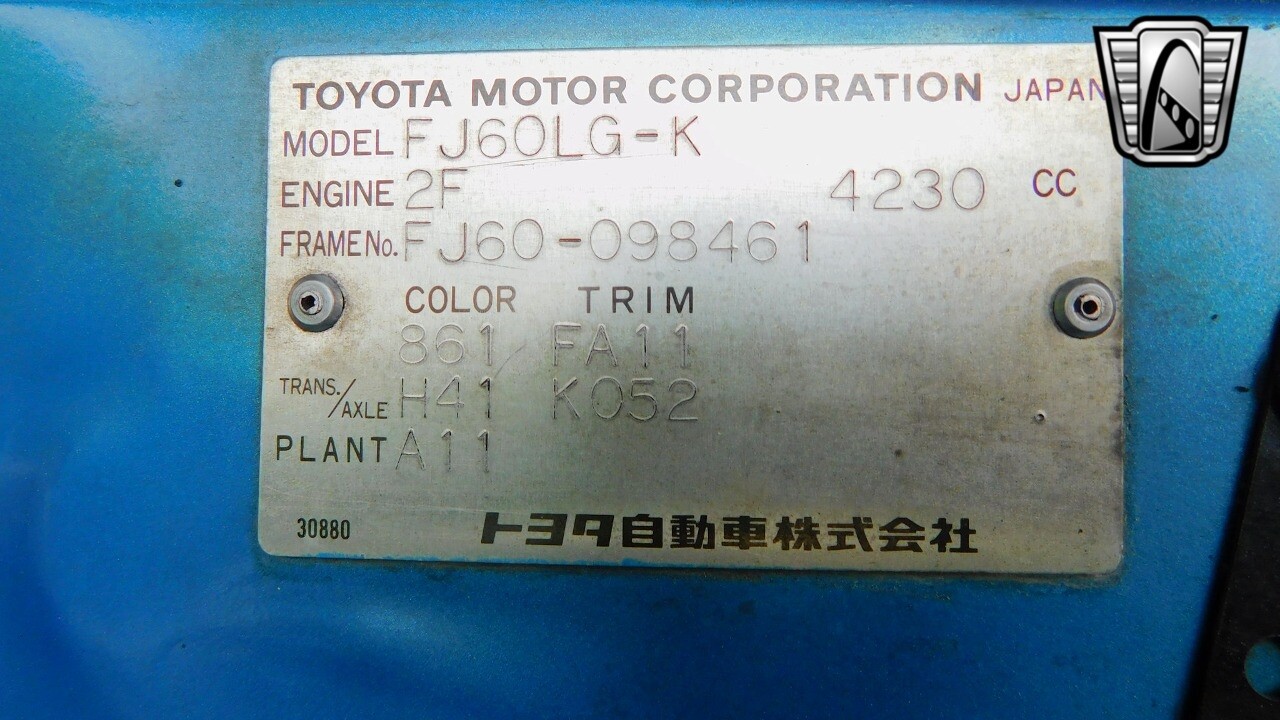 TOYOTA MOTOR CORPORATION JAPAN
MODEL FJ60LG-K
ENGINE 2F 4230 CC
FRAME No. FJ60-098461
COLOR TRIM
861 FA11
TRANS./AXLE H41 K052
PLANT A11
30880 トヨタ自動車株式会社